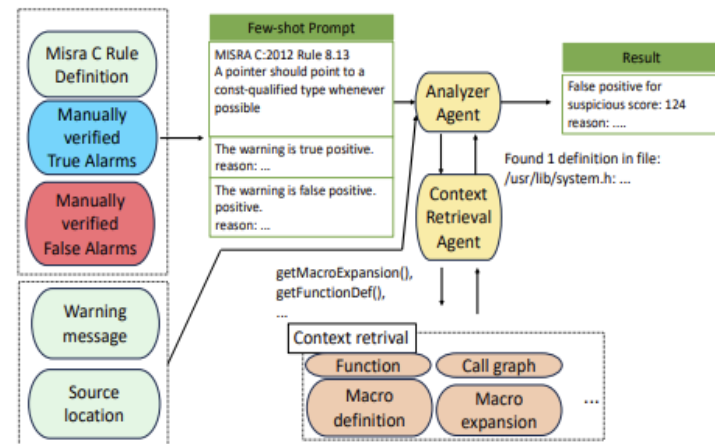 Misra C Rule
Definition
Manually
verified
True Alarms
Manually
verified
False Alarms
Warning
message
Source
location
Few-shot Prompt
MISRA C:2012 Rule 8.13
A pointer should point to a
const-qualified type whenever
possible
The warning is true positive.
reason: ...
The warning is false positive.
positive.
reason: ...
Analyzer
Agent
Context
Retrieval
Agent
Result
False positive for
suspicious score: 124
reason: ....
Found 1 definition in file:
/usr/lib/system.h: ...
getMacroExpansion(),
getFunctionDef(),
...
Context retrival
Function
Call graph
Macro
definition
Macro
expansion
...